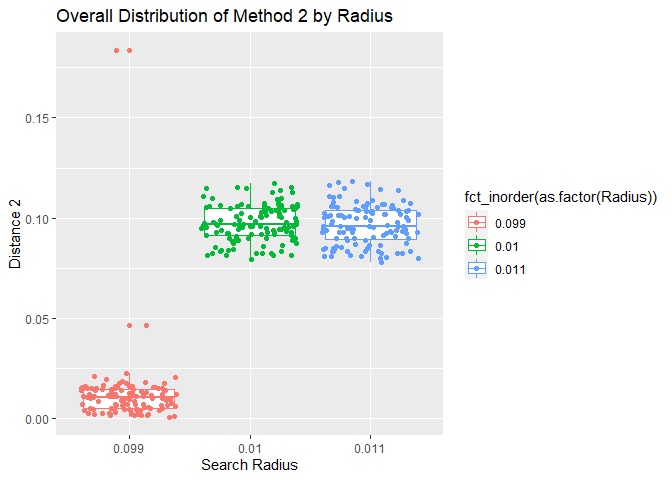 Overall Distribution of Method 2 by Radius
Distance 2
0.15
0.10
0.05
0.00
0.099
0.01
0.011
Search Radius
fct_inorder(as.factor(Radius))
0.099
0.01
0.011